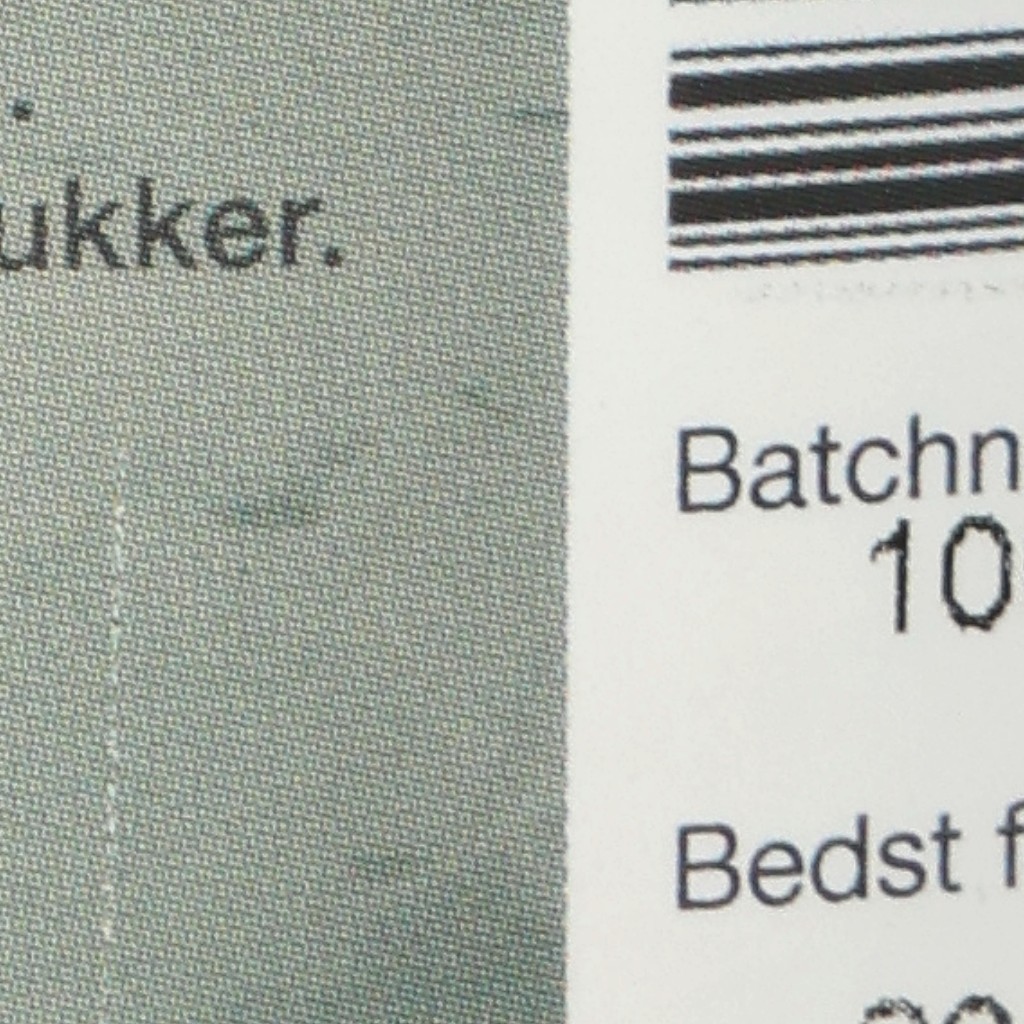 ukker.
Batchn
10
Bedst f